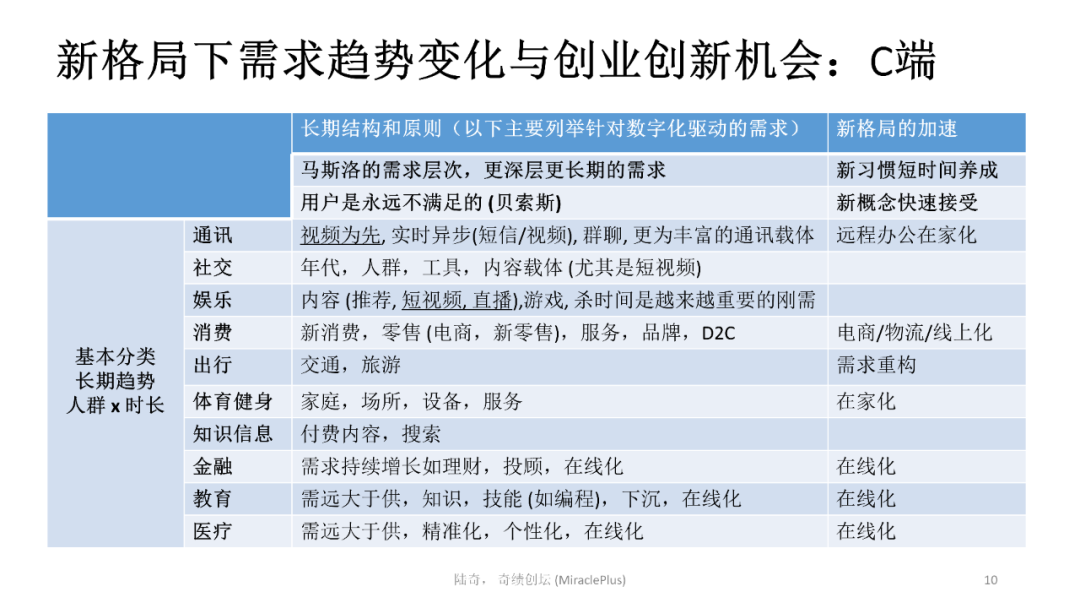 新格局下需求趋势变化与创业创新机会：C端
长期结构和原则（以下主要列举针对数字化驱动的需求）
新格局的加速
马斯洛的需求层次，更深层更长期的需求
新习惯短时间养成
用户是永远不满足的 (贝索斯)
新概念快速接受
基本分类
长期趋势
人群 x 时长
通讯
视频为先, 实时异步(短信/视频), 群聊, 更为丰富的通讯载体
远程办公在家化
社交
年代，人群，工具，内容载体 (尤其是短视频)
娱乐
内容 (推荐, 短视频, 直播),游戏, 杀时间是越来越重要的刚需
消费
新消费，零售 (电商，新零售)，服务，品牌，D2C
电商/物流/线上化
出行
交通，旅游
需求重构
体育健身
家庭，场所，设备，服务
在家化
知识信息
付费内容，搜索
金融
需求持续增长如理财，投顾，在线化
在线化
教育
需远大于供，知识，技能 (如编程)，下沉，在线化
在线化
医疗
需远大于供，精准化，个性化，在线化
在线化
陆奇， 奇绩创坛 (MiraclePlus)
10